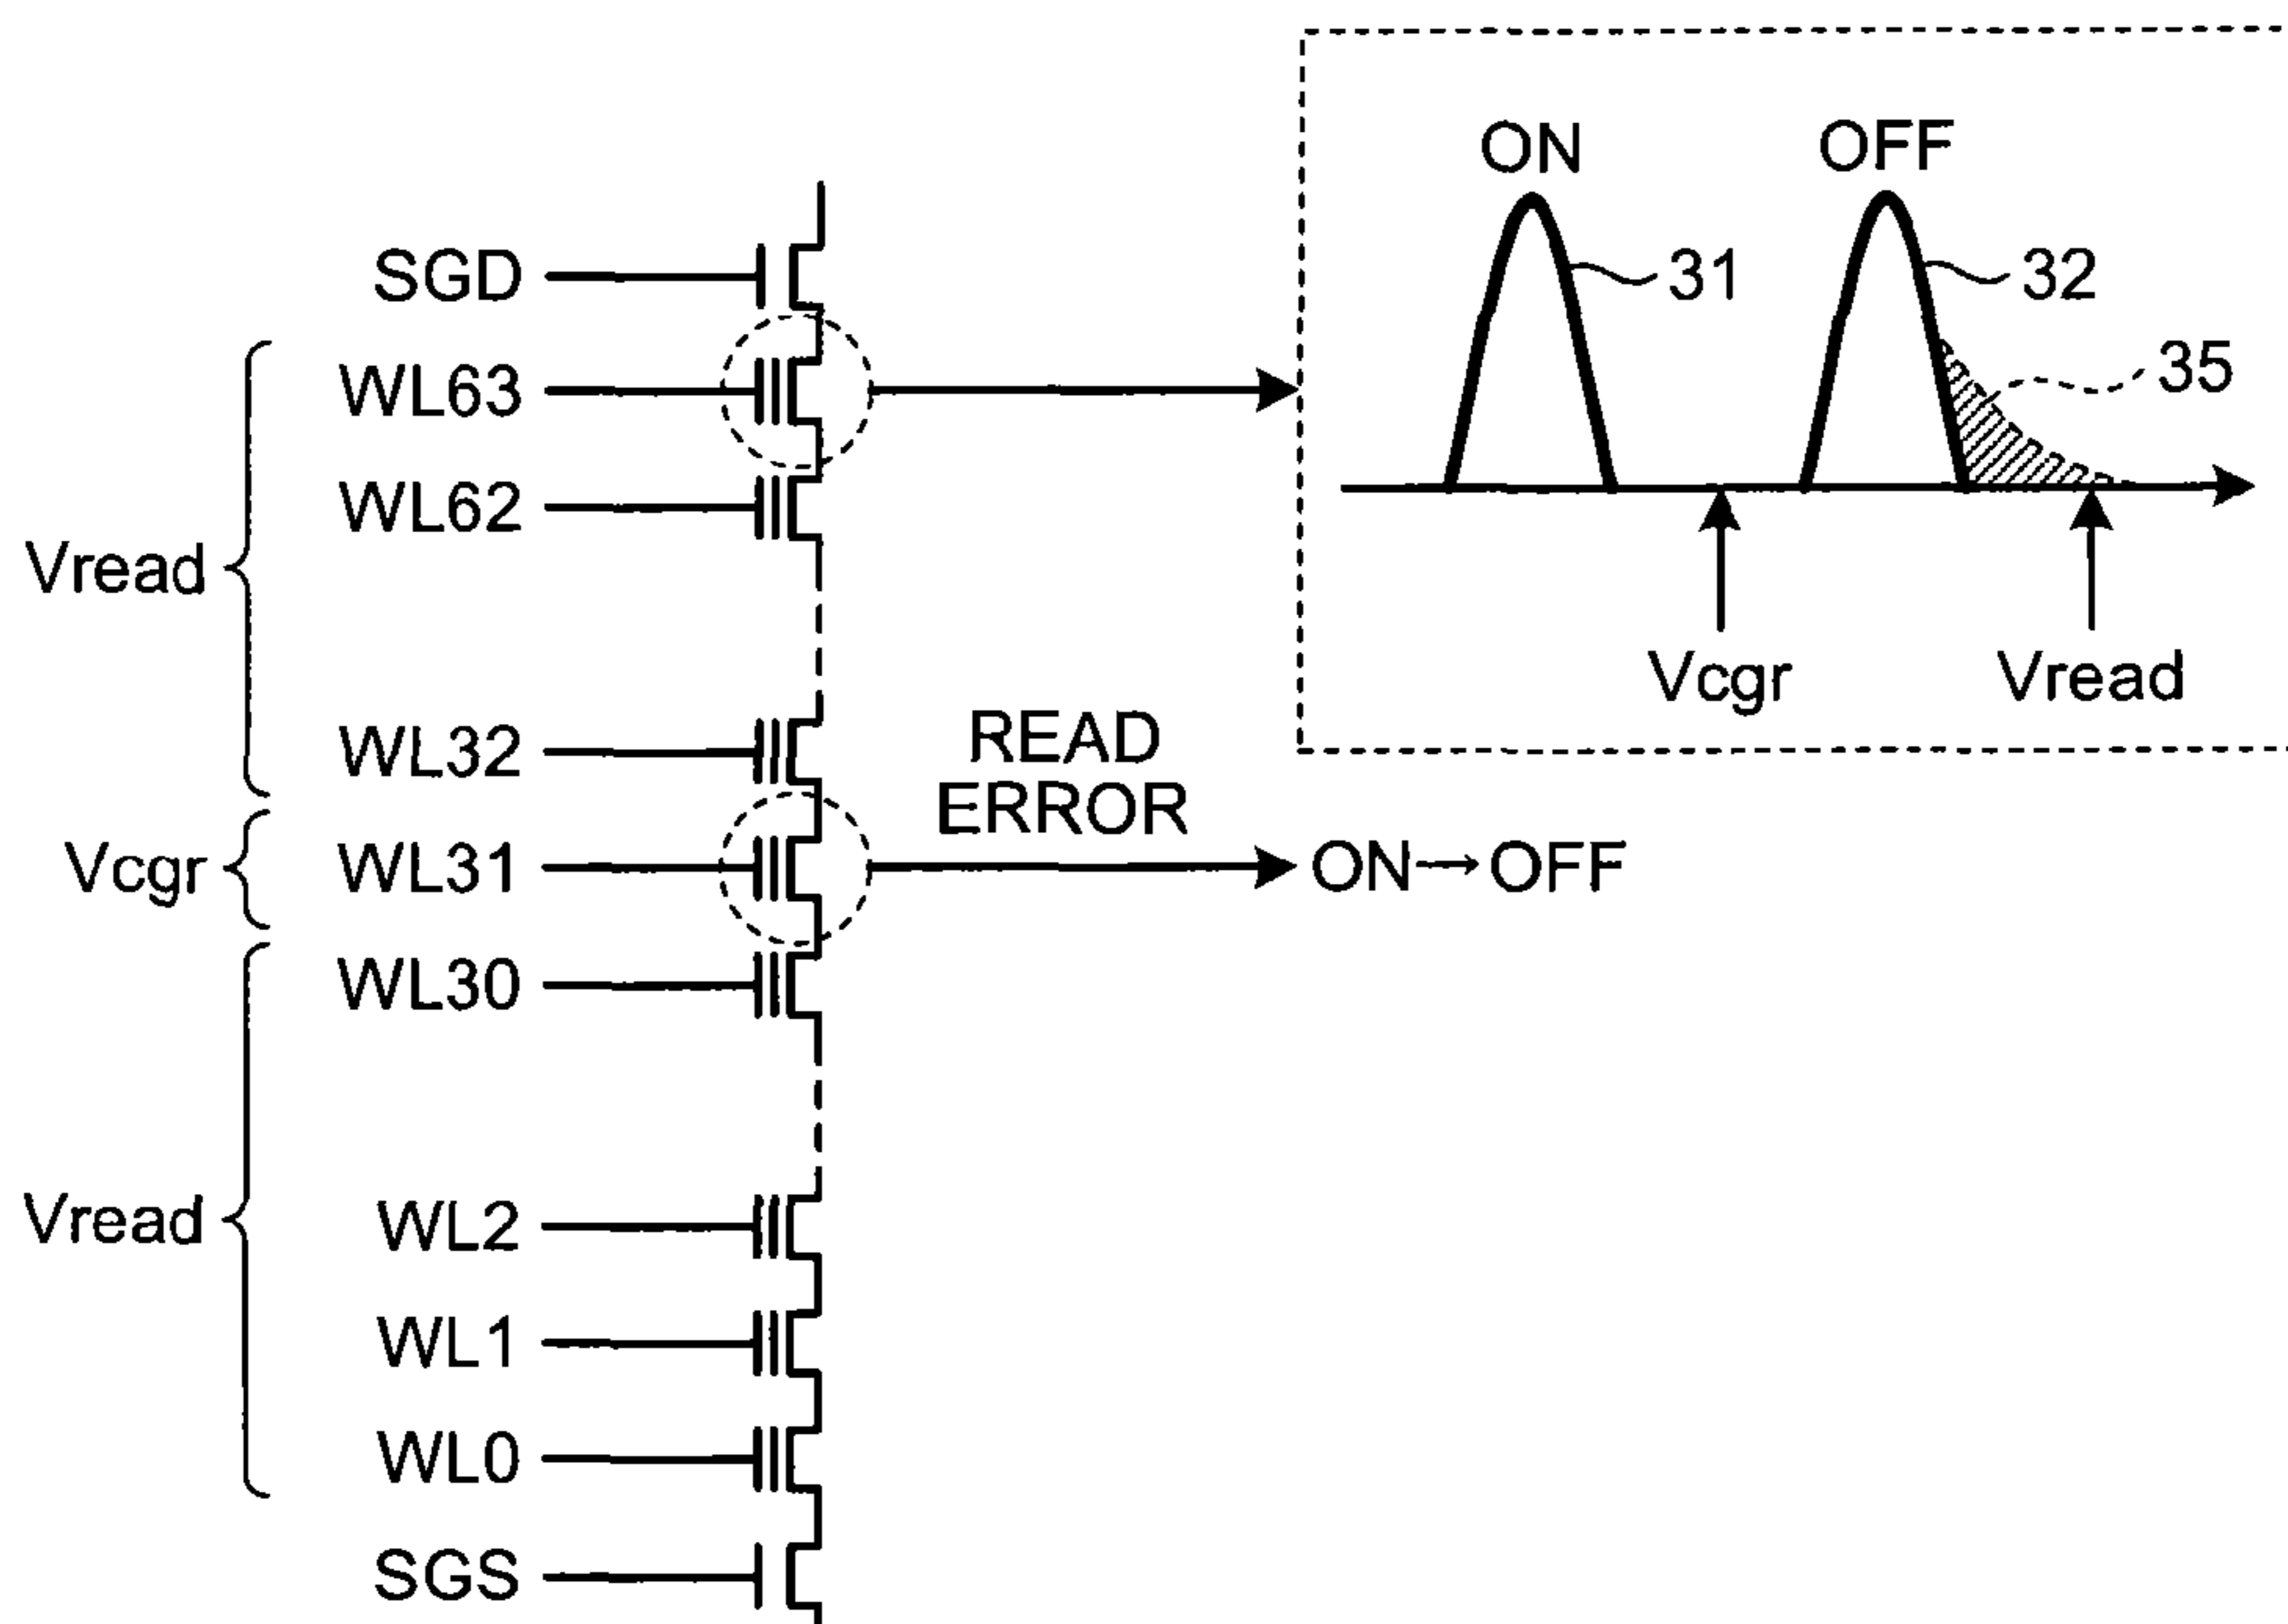 ON OFF
31 32
35
Vcgr Vread
SGD
WL63
WL62
Vread
WL32
READ
ERROR
Vcgr WL31 ON→OFF
WL30
Vread
WL2
WL1
WL0
SGS